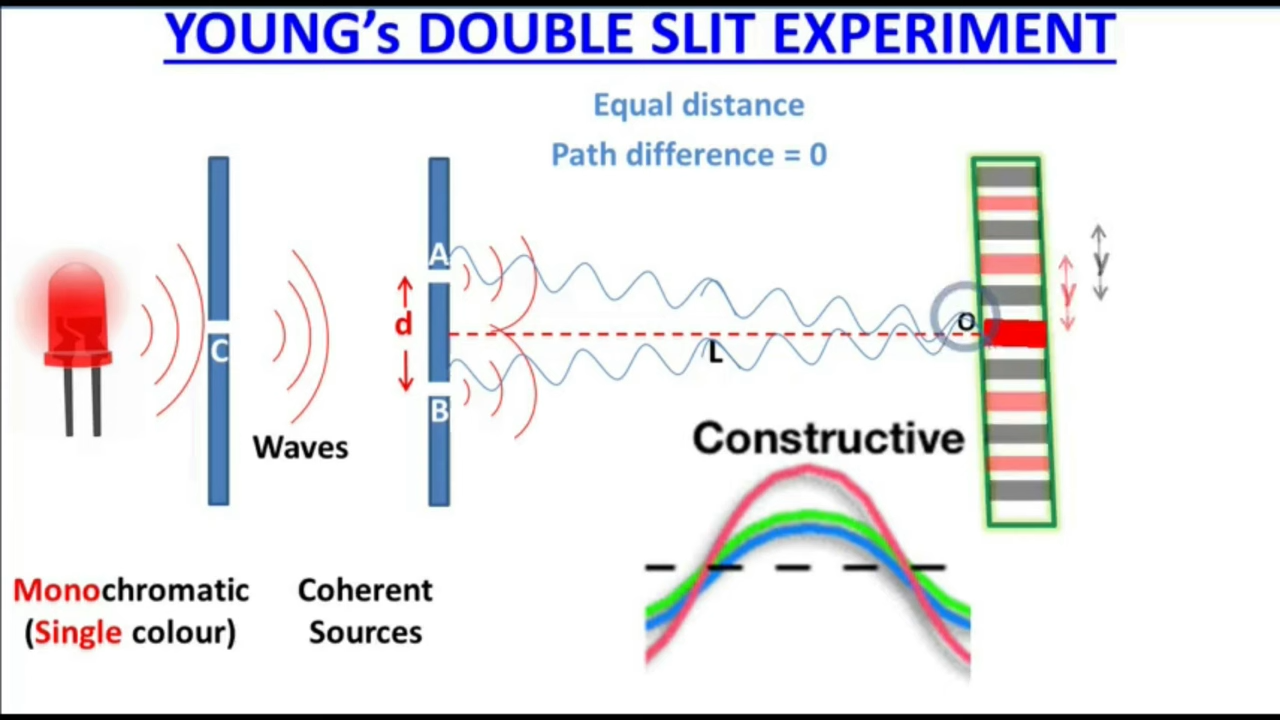 YOUNG's DOUBLE SLIT EXPERIMENT
Equal distance
Path difference = 0
A
C
d
B
L
O
y
y
Waves
Constructive
Monochromatic
(Single colour)
Coherent
Sources